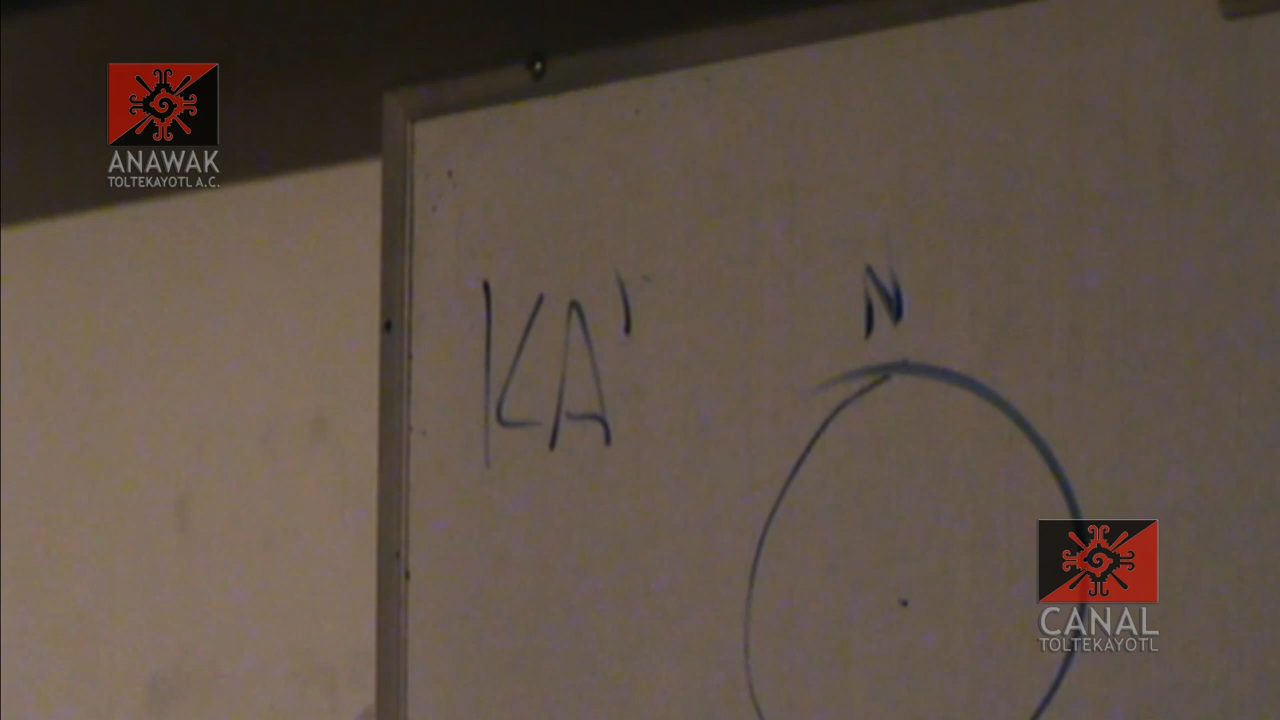 ANAWAK
TOLTEKAYOTL A.C.
KA'
N
CANAL
TOLTEKAYOTL